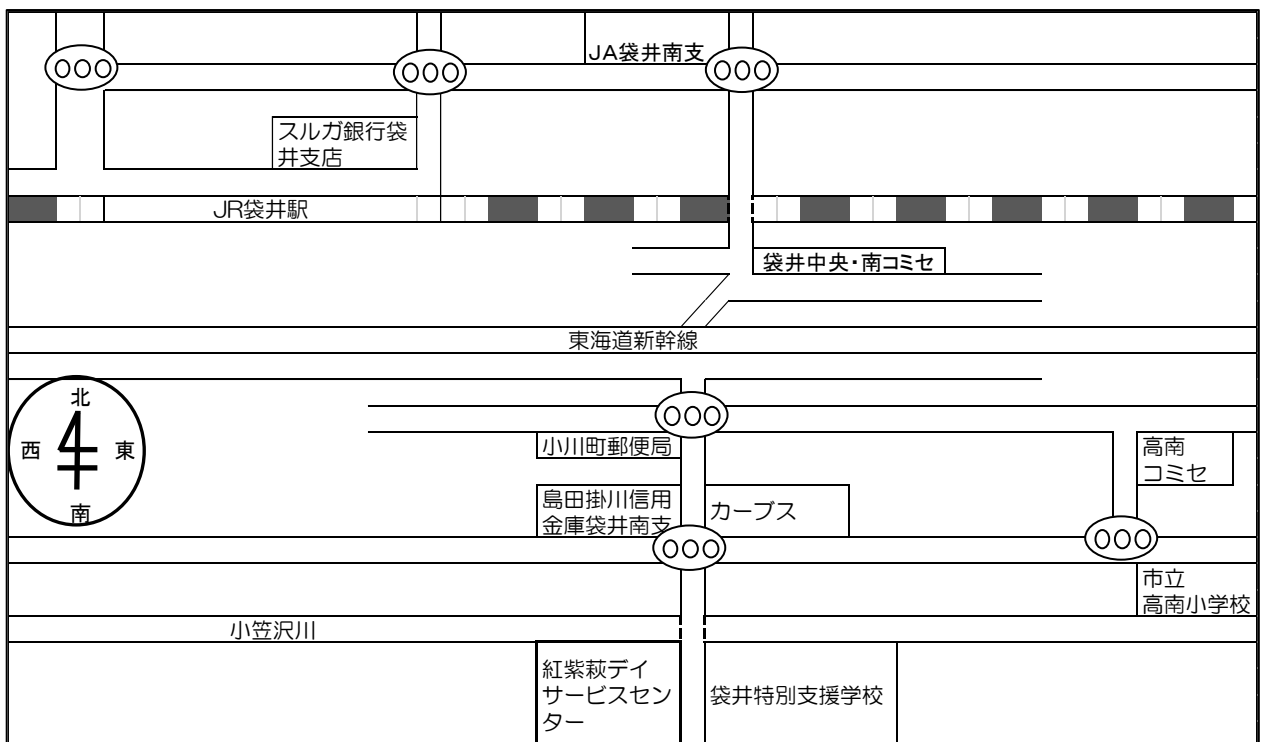 JA袋井南支
スルガ銀行袋
井支店
JR袋井駅
袋井中央・南コミセ
東海道新幹線
北
西
東
南
小川町郵便局
高南
コミセ
島田掛川信用
金庫袋井南支
カーブス
市立
高南小学校
小笠沢川
紅紫萩デイ
サービスセン
ター
袋井特別支援学校